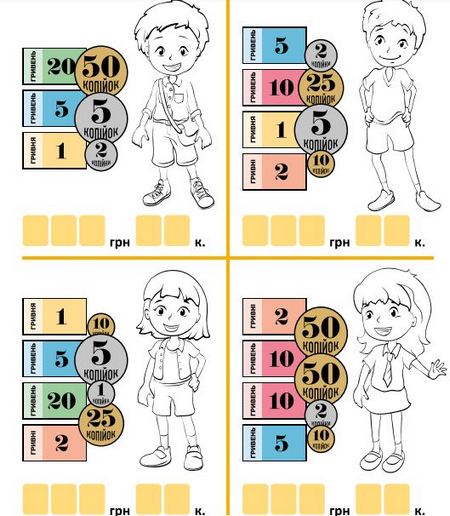 ГРИВЕНЬ 20 50 КОПІЙОК
ГРИВЕНЬ 5 5 КОПІЙОК
ГРИВНЯ 1 2 КОПІЙКИ
грн к.
ГРИВЕНЬ 5 2 КОПІЙКИ
ГРИВЕНЬ 10 25 КОПІЙОК
ГРИВНЯ 1 5 КОПІЙОК
ГРИВНІ 2 10 КОПІЙОК
грн к.
ГРИВНЯ 1 10 КОПІЙОК
ГРИВЕНЬ 5 5 КОПІЙОК
ГРИВЕНЬ 20 1 КОПІЙКА
ГРИВНІ 2 25 КОПІЙОК
грн к.
ГРИВНІ 2 50 КОПІЙОК
ГРИВЕНЬ 10 50 КОПІЙОК
ГРИВЕНЬ 10 2 КОПІЙКИ
ГРИВЕНЬ 5 10 КОПІЙОК
грн к.